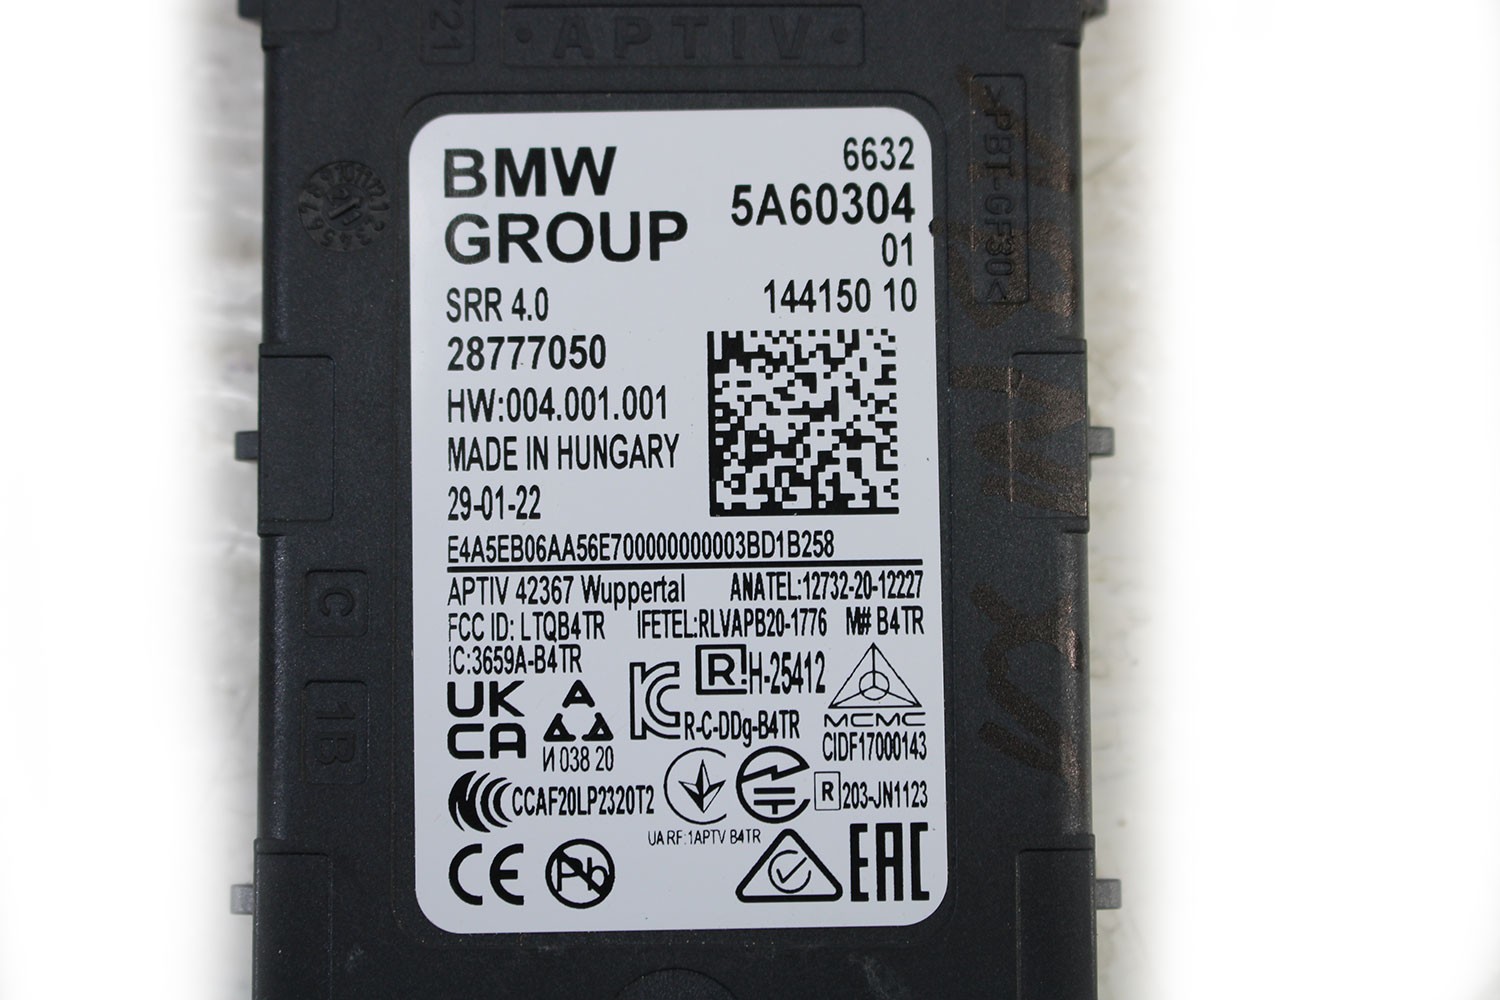 · APTIV ·
BMW
GROUP
6632
5A60304
01
144150 10
SRR 4.0
28777050
HW:004.001.001
MADE IN HUNGARY
29-01-22
E4A5EB06AA56E700000000003BD1B258
APTIV 42367 Wuppertal
ANATEL:12732-20-12227
FCC ID: LTQB4TR
IFETEL:RLVAPB20-1776
M# B4TR
IC:3659A-B4TR
R H-25412
UK
CA
И 038 20
R-C-DDg-B4TR
MCMC
CIDF17000143
CCAF20LP2320T2
R 203-JN1123
UA RF:1APTV B4TR
CE
Pb
EAC
>PBT-GF30<
C
1B